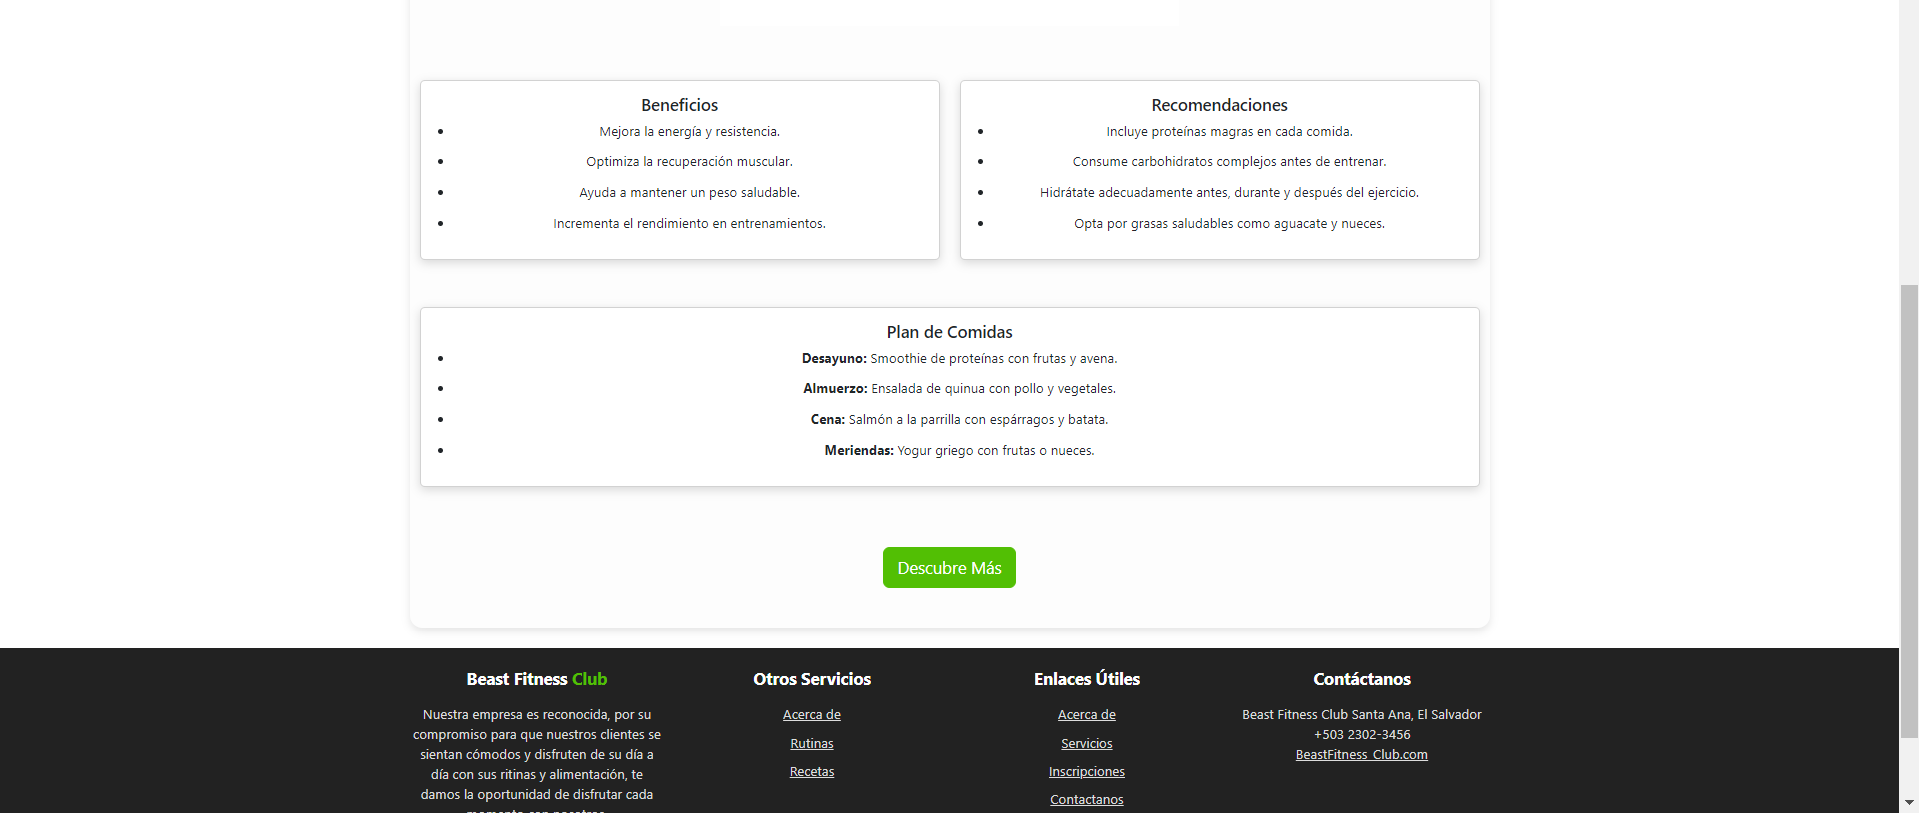 Beneficios
Mejora la energía y resistencia.
Optimiza la recuperación muscular.
Ayuda a mantener un peso saludable.
Incrementa el rendimiento en entrenamientos.
Recomendaciones
Incluye proteínas magras en cada comida.
Consume carbohidratos complejos antes de entrenar.
Hidrátate adecuadamente antes, durante y después del ejercicio.
Opta por grasas saludables como aguacate y nueces.
Plan de Comidas
Desayuno: Smoothie de proteínas con frutas y avena.
Almuerzo: Ensalada de quinua con pollo y vegetales.
Cena: Salmón a la parrilla con espárragos y batata.
Meriendas: Yogur griego con frutas o nueces.
Descubre Más
Beast Fitness Club
Nuestra empresa es reconocida, por su
compromiso para que nuestros clientes se
sientan cómodos y disfruten de su día a
día con sus ritinas y alimentación, te
damos la oportunidad de disfrutar cada
Otros Servicios
Acerca de
Rutinas
Recetas
Enlaces Útiles
Acerca de
Servicios
Inscripciones
Contactanos
Contáctanos
Beast Fitness Club Santa Ana, El Salvador
+503 2302-3456
BeastFitness_Club.com